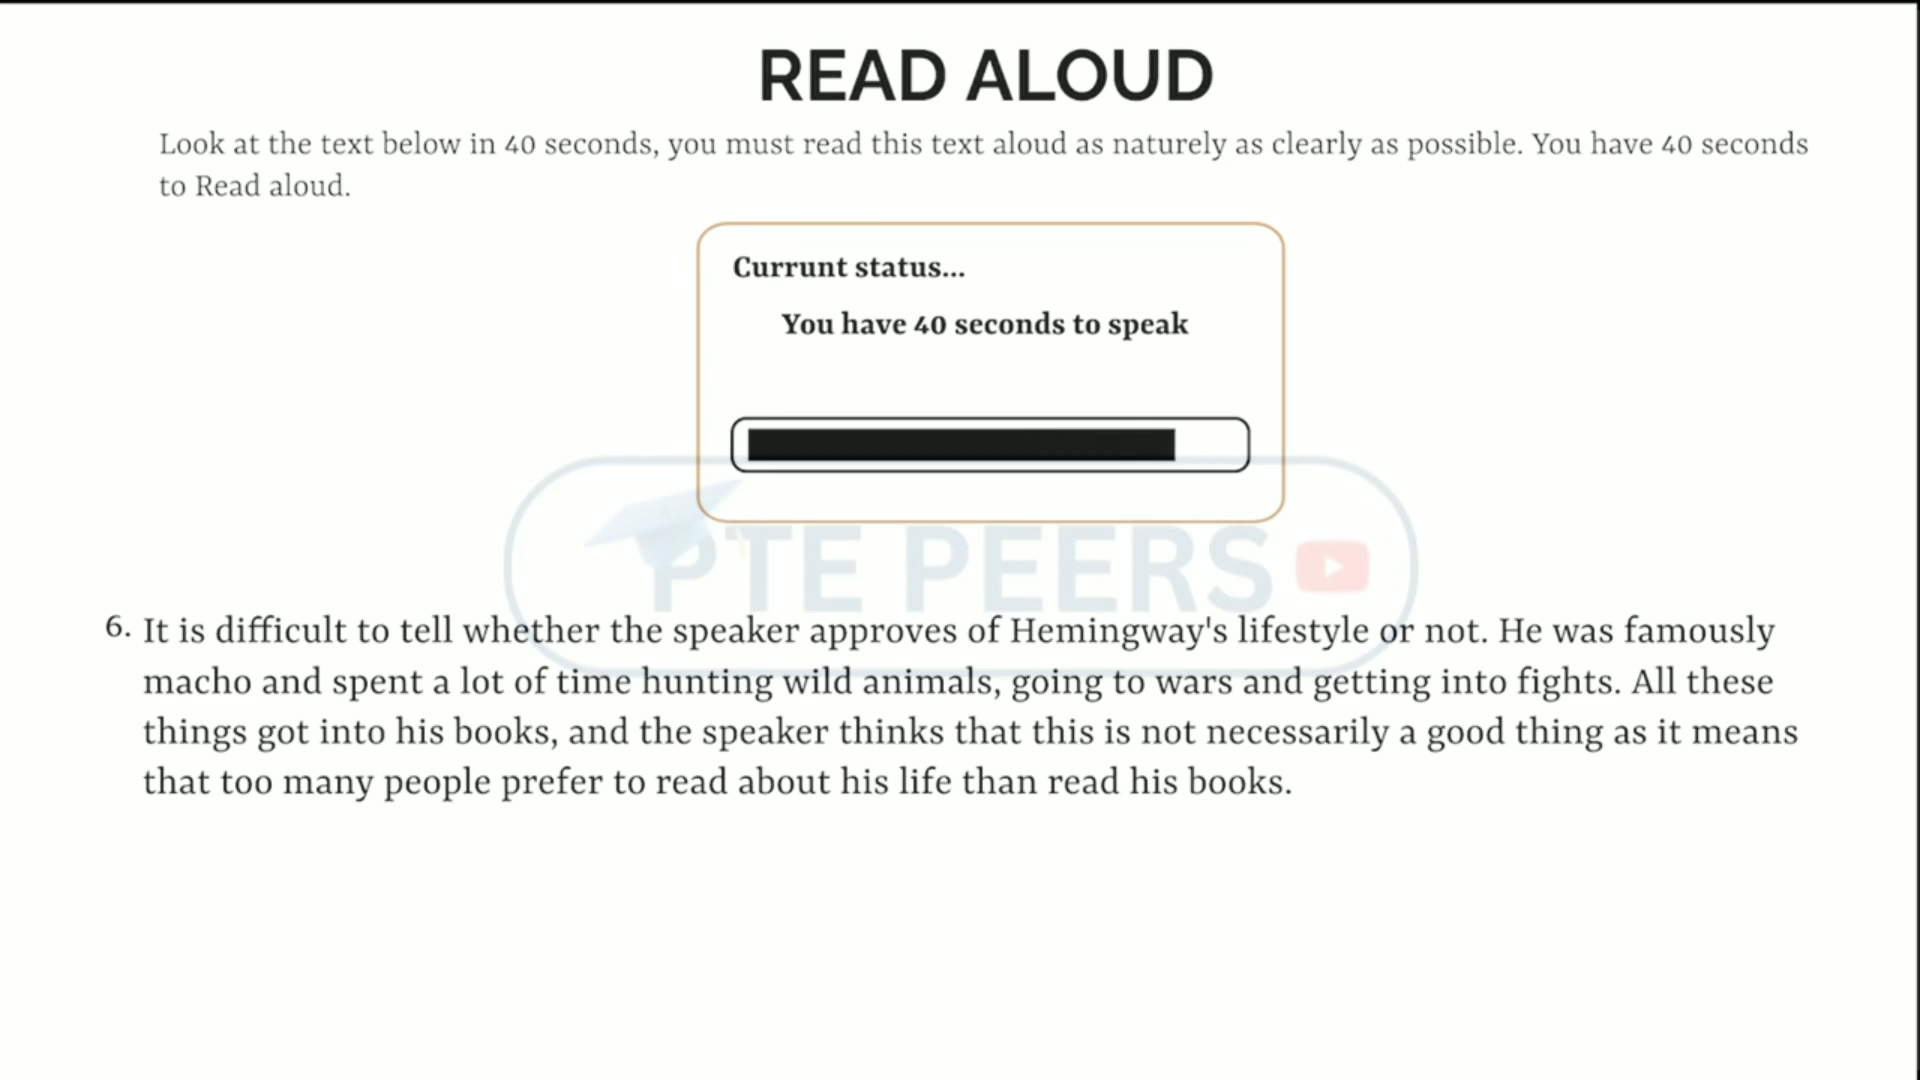 READ ALOUD
Look at the text below in 40 seconds, you must read this text aloud as naturely as clearly as possible. You have 40 seconds
to Read aloud.
Currunt status...
You have 40 seconds to speak
PTE PEERS
6. It is difficult to tell whether the speaker approves of Hemingway's lifestyle or not. He was famously
macho and spent a lot of time hunting wild animals, going to wars and getting into fights. All these
things got into his books, and the speaker thinks that this is not necessarily a good thing as it means
that too many people prefer to read about his life than read his books.